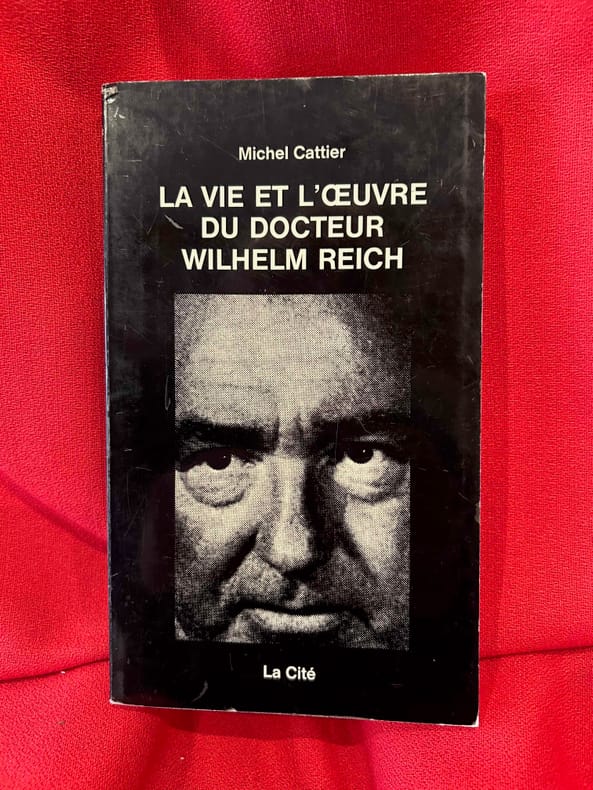 Michel Cattier
LA VIE ET L'ŒUVRE
DU DOCTEUR
WILHELM REICH
La Cité